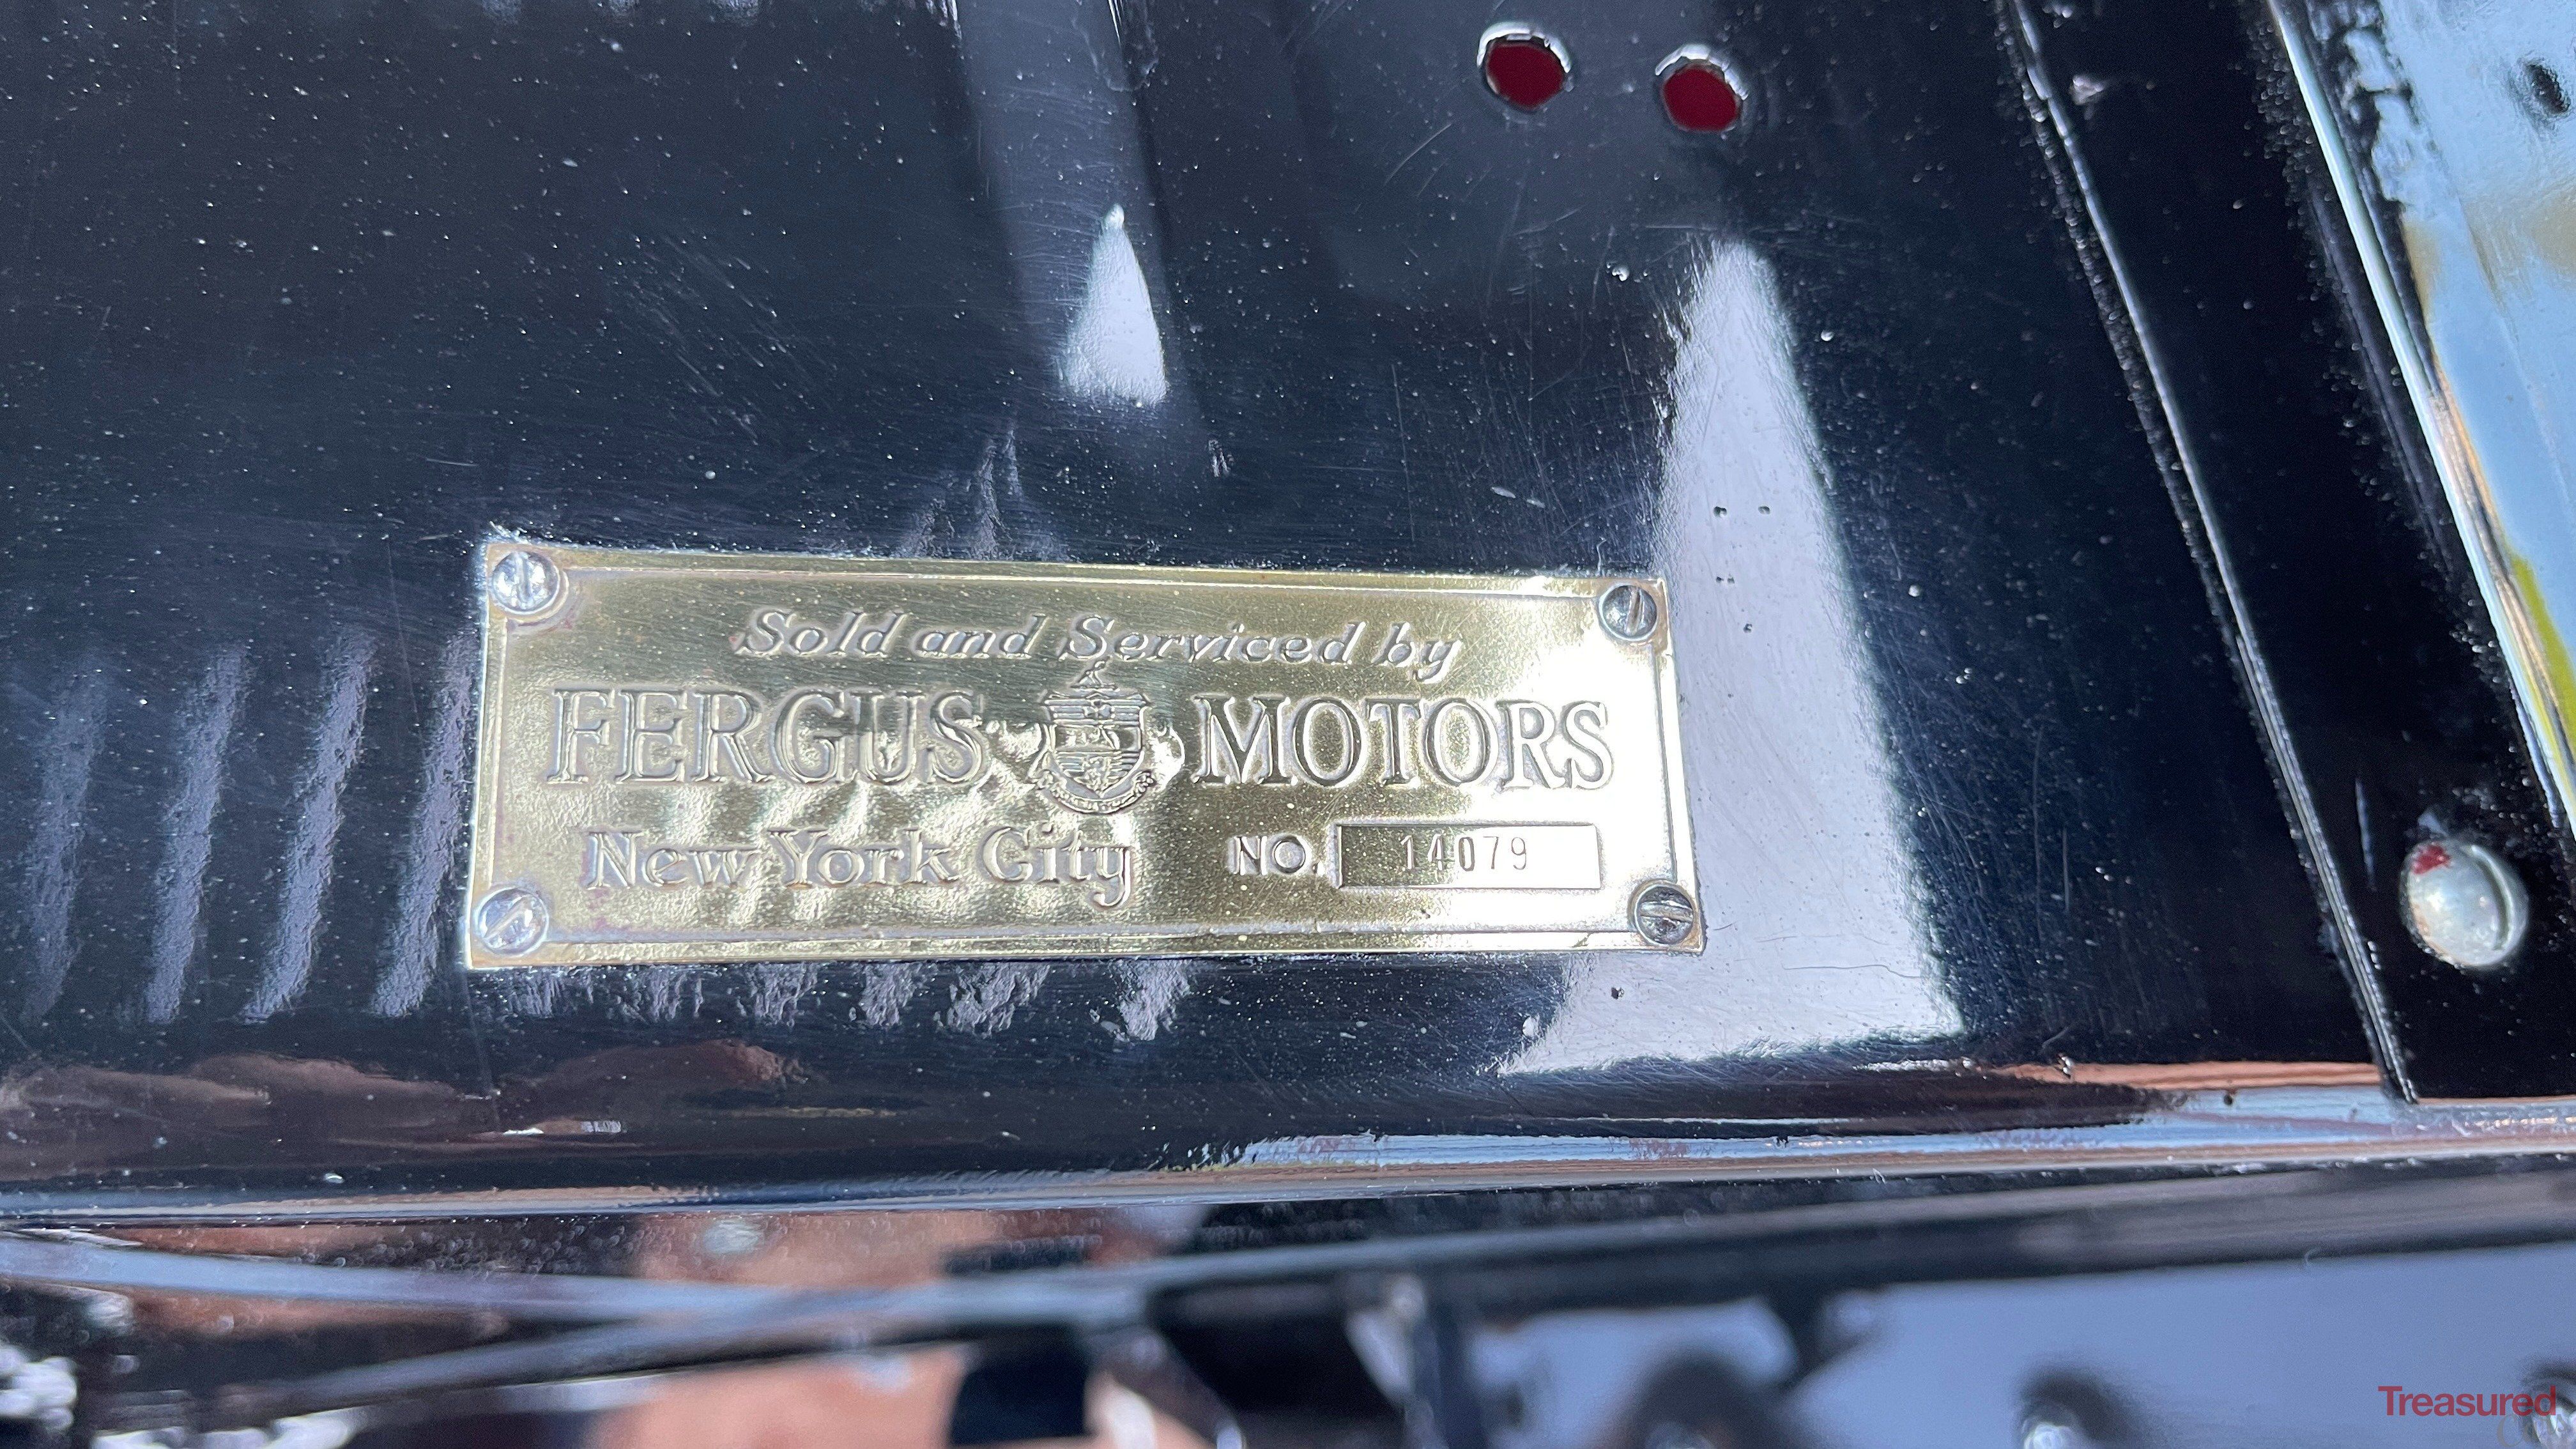 Sold and Serviced by
FERGUS MOTORS
New York City NO. 14079
Treasured